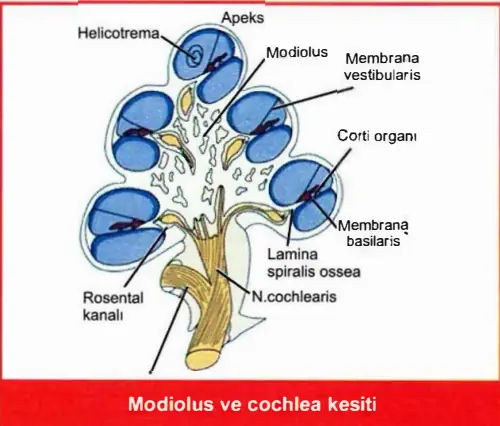 Apeks
Helicotrema
Modiolus
Membrana
vestibularis
Corti organı
Membrana
basilaris
Lamina
spiralis ossea
Rosental
kanalı
N.cochlearis
Modiolus ve cochlea kesiti